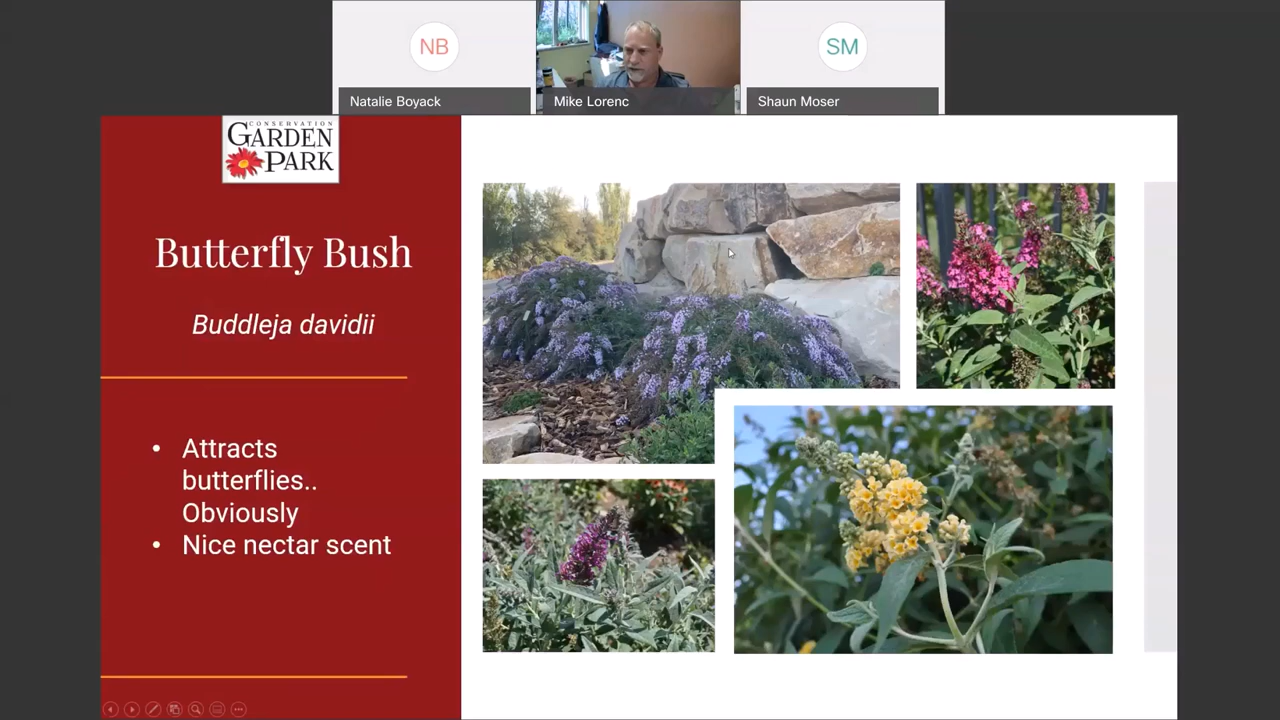 NB
SM
Natalie Boyack
Mike Lorenc
Shaun Moser
CONSERVATION
GARDEN
PARK
Butterfly Bush
Buddleja davidii
• Attracts
butterflies..
Obviously
• Nice nectar scent